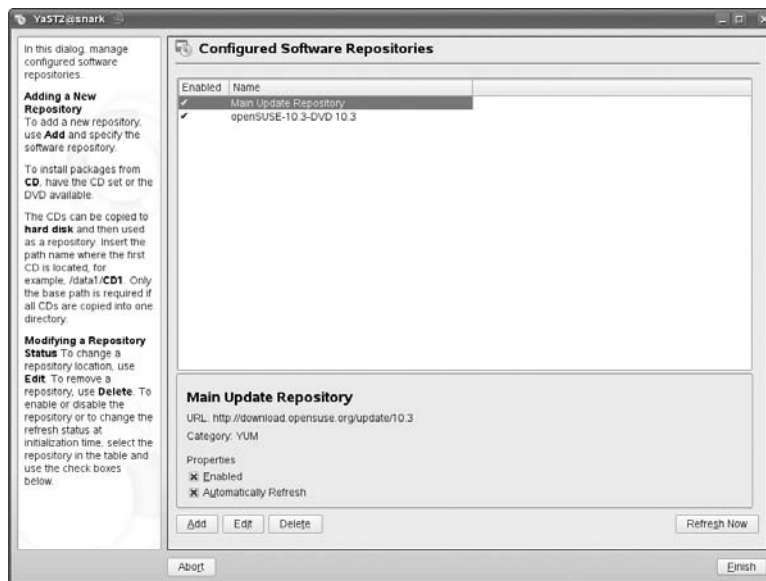 YaST2@snark
In this dialog, manage
configured software
repositories.
Adding a New
Repository
To add a new repository,
use Add and specify the
software repository.
To install packages from
CD, have the CD set or the
DVD available.
The CDs can be copied to
hard disk and then used
as a repository. Insert the
path name where the first
CD is located, for
example, /data1/CD1. Only
the base path is required if
all CDs are copied into one
directory.
Modifying a Repository
Status To change a
repository location, use
Edit. To remove a
repository, use Delete. To
enable or disable the
repository or to change the
refresh status at
initialization time, select the
repository in the table and
use the check boxes
below.
Configured Software Repositories
Enabled Name
Main Update Repository
openSUSE-10.3-DVD 10.3
Main Update Repository
URL: http://download.opensuse.org/update/10.3
Category: YUM
Properties
Enabled
Automatically Refresh
Add Edit Delete Refresh Now
Abort Finish